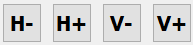 H- H+ V- V+